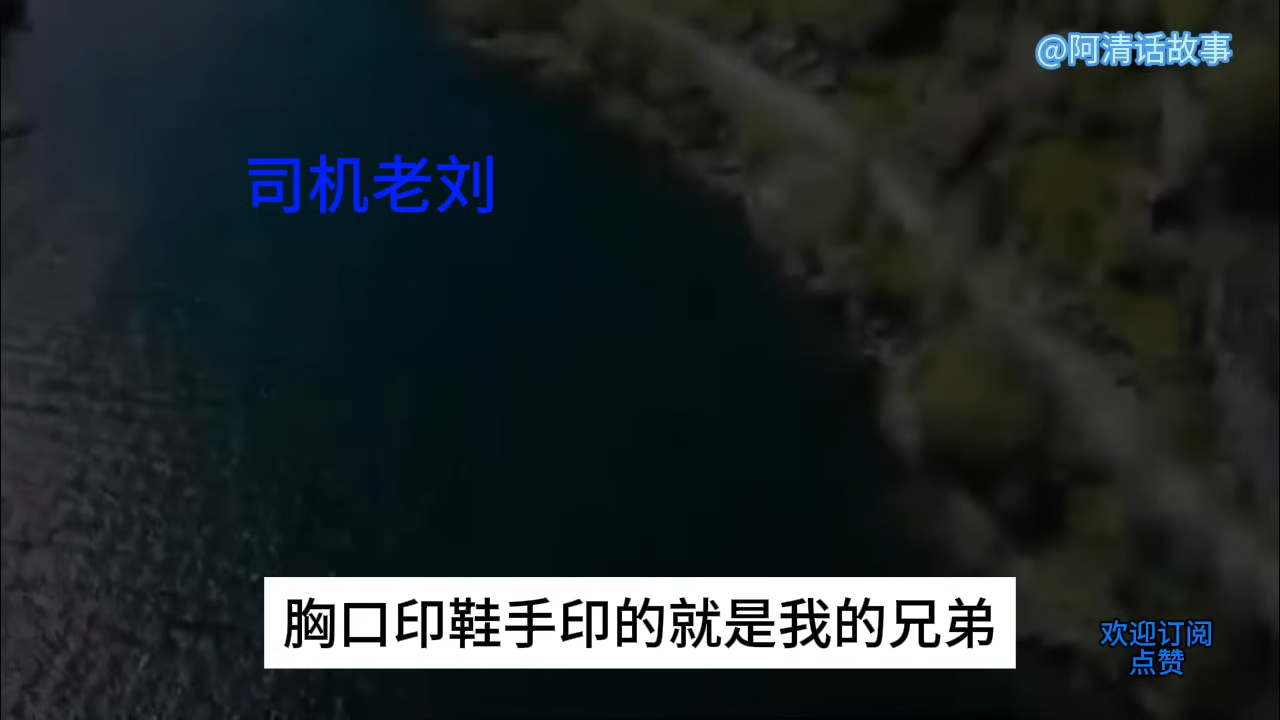 @阿清话故事
司机老刘
胸口印鞋手印的就是我的兄弟
欢迎订阅
点赞